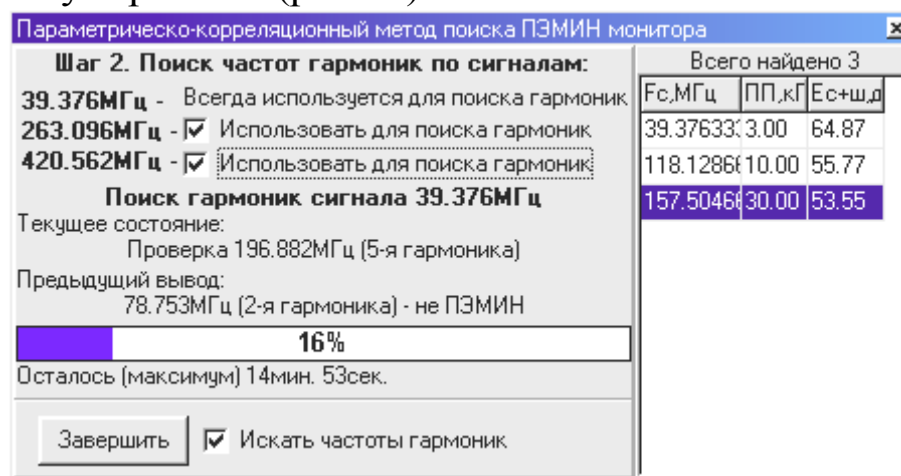 Параметрическо-корреляционный метод поиска ПЭМИН монитора
Шаг 2. Поиск частот гармоник по сигналам:
39.376МГц - Всегда используется для поиска гармоник
263.096МГц - Использовать для поиска гармоник
420.562МГц - Использовать для поиска гармоник
Поиск гармоник сигнала 39.376МГц
Текущее состояние:
Проверка 196.882МГц (5-я гармоника)
Предыдущий вывод:
78.753МГц (2-я гармоника) - не ПЭМИН
16%
Осталось (максимум) 14мин. 53сек.
Завершить Искать частоты гармоник
Всего найдено 3
Fc,МГц ПП,кГ Ес+ш,д
39.37633 3.00 64.87
118.1286 10.00 55.77
157.5046 30.00 53.55